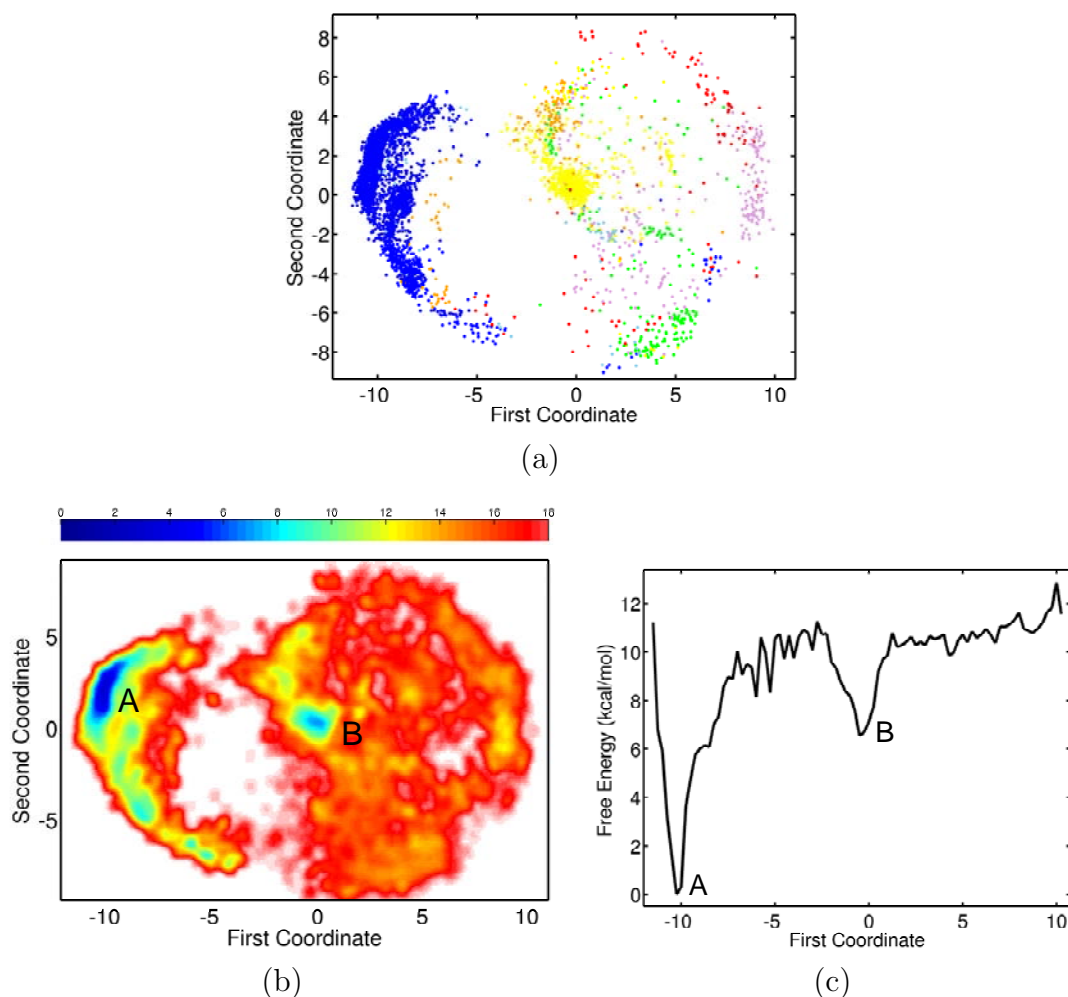 8
6
4
2
0
-2
-4
-6
-8
Second Coordinate
-10 -5 0 5 10
First Coordinate
(a)
0 2 4 6 8 10 12 14 16 18
5
0
-5
Second Coordinate
A
B
-10 -5 0 5 10
First Coordinate
(b)
12
10
8
6
4
2
0
Free Energy (kcal/mol)
B
A
-10 -5 0 5 10
First Coordinate
(c)